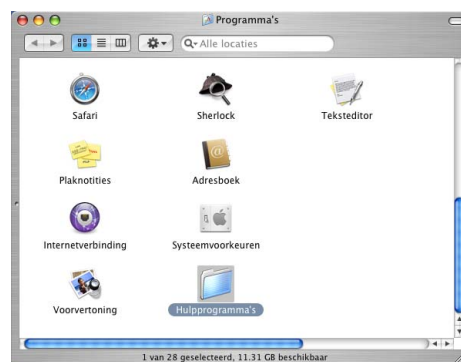 Programma's
Alle locaties
Safari
Sherlock
Teksteditor
Plaknotities
Adresboek
Internetverbinding
Systeemvoorkeuren
Voorvertoning
Hulpprogramma's
1 van 28 geselecteerd, 11.31 GB beschikbaar